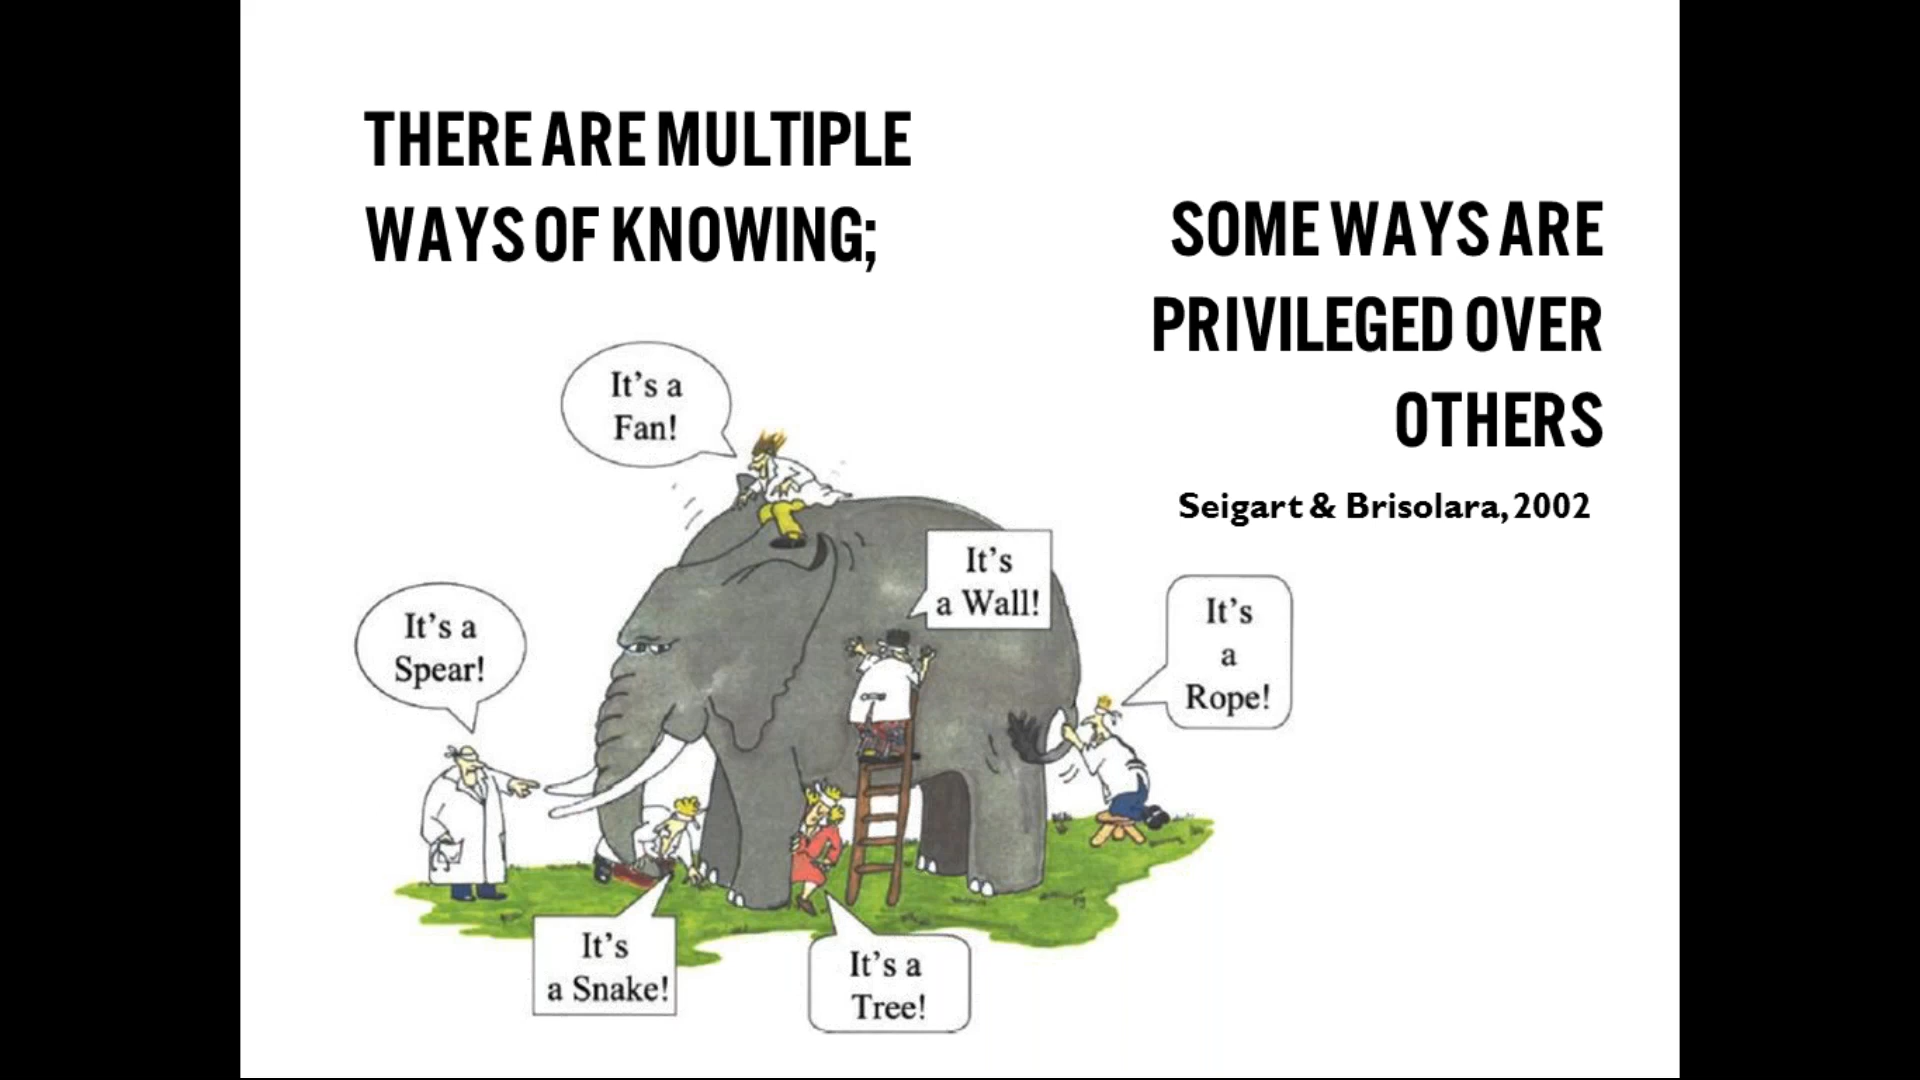 THERE ARE MULTIPLE
WAYS OF KNOWING;
SOME WAYS ARE
PRIVILEGED OVER
OTHERS
Seigart & Brisolara, 2002
It's a
Fan!
It's
a Wall!
It's a
Spear!
It's
a
Rope!
It's
a Snake!
It's a
Tree!